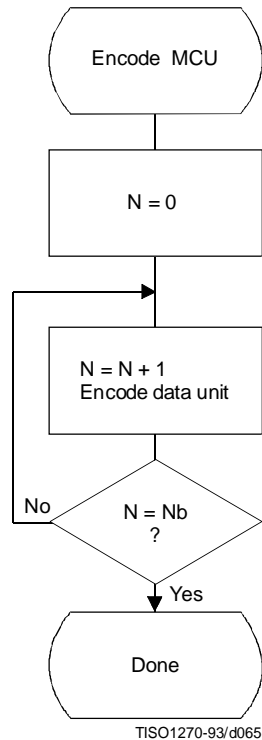 Encode MCU
N = 0
N = N + 1
Encode data unit
No
N = Nb
?
Yes
Done
TISO1270-93/d065